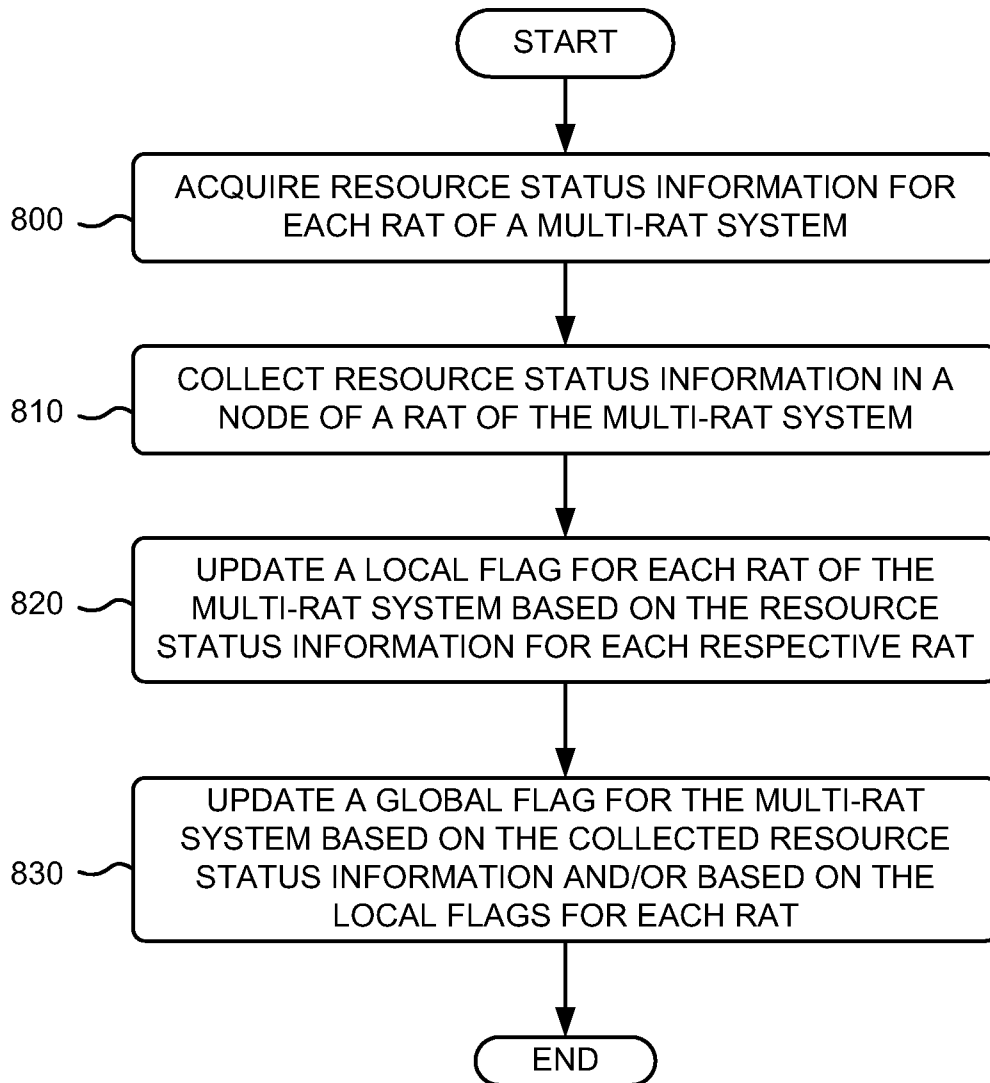 START
800
ACQUIRE RESOURCE STATUS INFORMATION FOR
EACH RAT OF A MULTI-RAT SYSTEM
810
COLLECT RESOURCE STATUS INFORMATION IN A
NODE OF A RAT OF THE MULTI-RAT SYSTEM
820
UPDATE A LOCAL FLAG FOR EACH RAT OF THE
MULTI-RAT SYSTEM BASED ON THE RESOURCE
STATUS INFORMATION FOR EACH RESPECTIVE RAT
830
UPDATE A GLOBAL FLAG FOR THE MULTI-RAT
SYSTEM BASED ON THE COLLECTED RESOURCE
STATUS INFORMATION AND/OR BASED ON THE
LOCAL FLAGS FOR EACH RAT
END